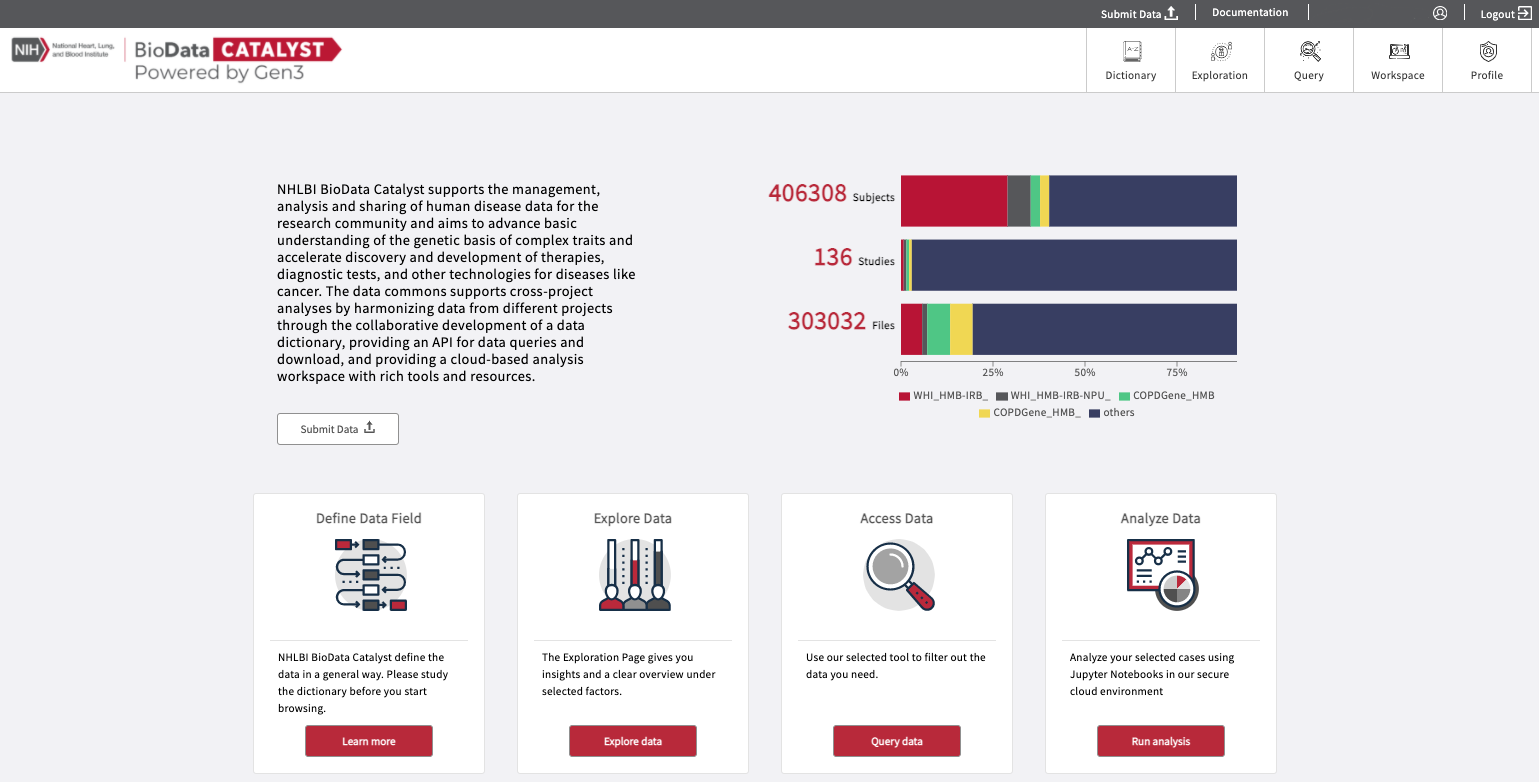 Submit Data
Documentation
Logout
NIH National Heart, Lung,
and Blood Institute
BioData CATALYST
Powered by Gen3
A-Z
Dictionary
Exploration
Query
Workspace
Profile
NHLBI BioData Catalyst supports the management,
analysis and sharing of human disease data for the
research community and aims to advance basic
understanding of the genetic basis of complex traits and
accelerate discovery and development of therapies,
diagnostic tests, and other technologies for diseases like
cancer. The data commons supports cross-project
analyses by harmonizing data from different projects
through the collaborative development of a data
dictionary, providing an API for data queries and
download, and providing a cloud-based analysis
workspace with rich tools and resources.
Submit Data
406308 Subjects
136 Studies
303032 Files
0% 25% 50% 75%
WHI_HMB-IRB_ WHI_HMB-IRB-NPU_ COPDGene_HMB
COPDGene_HMB_ others
Define Data Field
NHLBI BioData Catalyst define the
data in a general way. Please study
the dictionary before you start
browsing.
Learn more
Explore Data
The Exploration Page gives you
insights and a clear overview under
selected factors.
Explore data
Access Data
Use our selected tool to filter out the
data you need.
Query data
Analyze Data
Analyze your selected cases using
Jupyter Notebooks in our secure
cloud environment
Run analysis